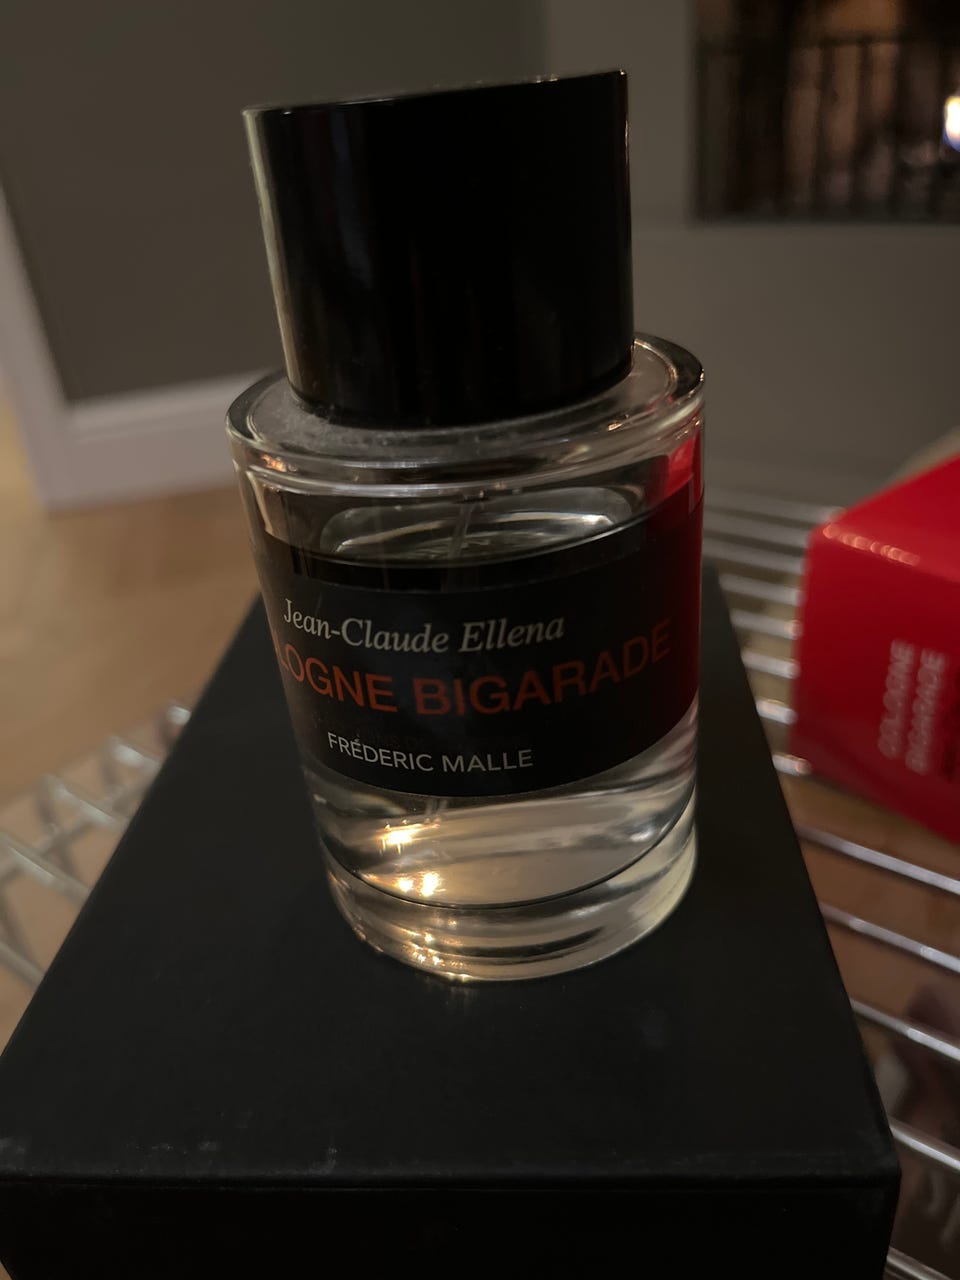 Jean-Claude Ellena
LOGNE BIGARADE
FRÉDERIC MALLE
COLOGNE
BIGARADE